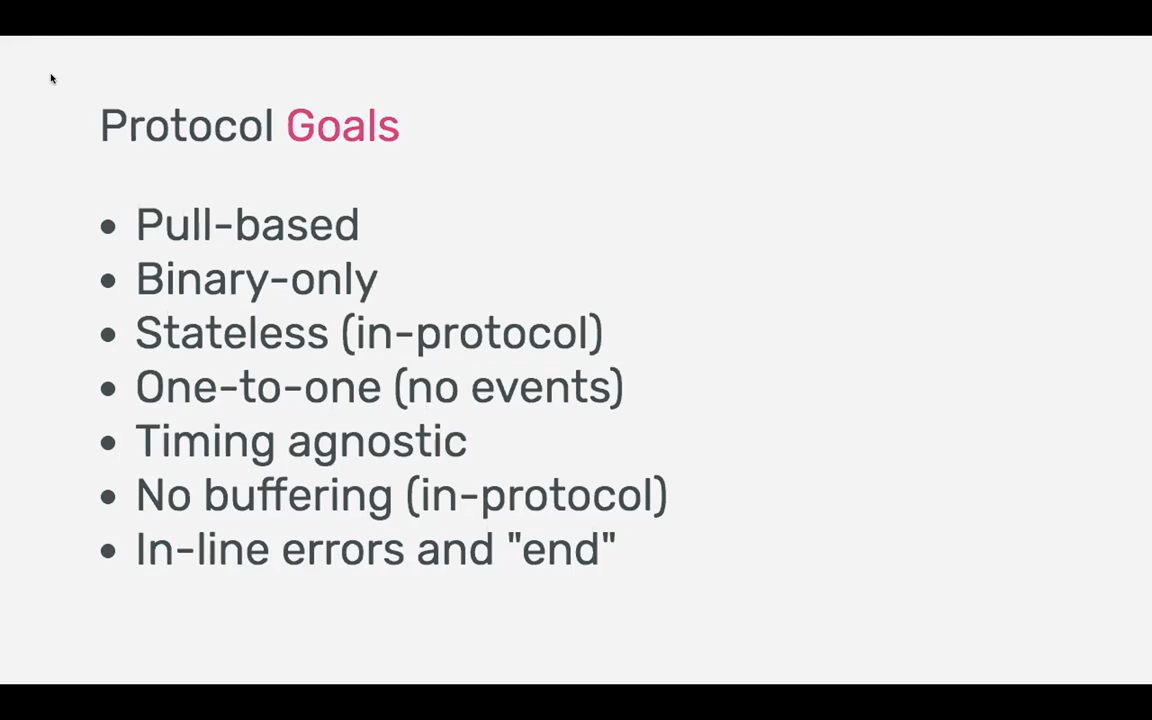 Protocol Goals
• Pull-based
• Binary-only
• Stateless (in-protocol)
• One-to-one (no events)
• Timing agnostic
• No buffering (in-protocol)
• In-line errors and "end"